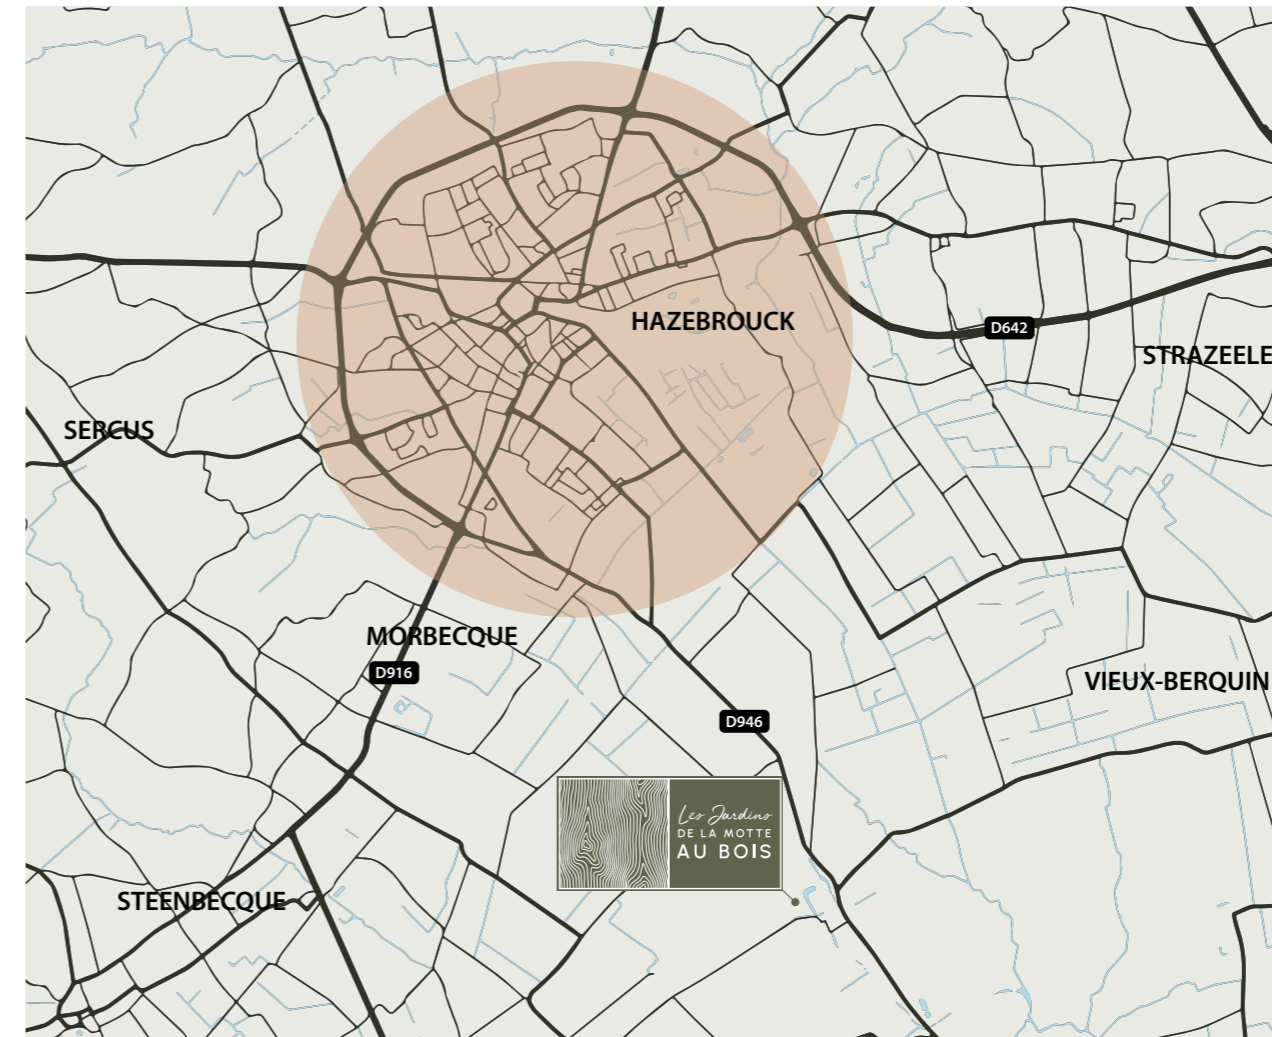 HAZEBROUCK
D642
STRAZEELE
SERCUS
MORBECQUE
D916
VIEUX-BERQUIN
D946
Les Jardins
DE LA MOTTE
AU BOIS
STEENBECQUE